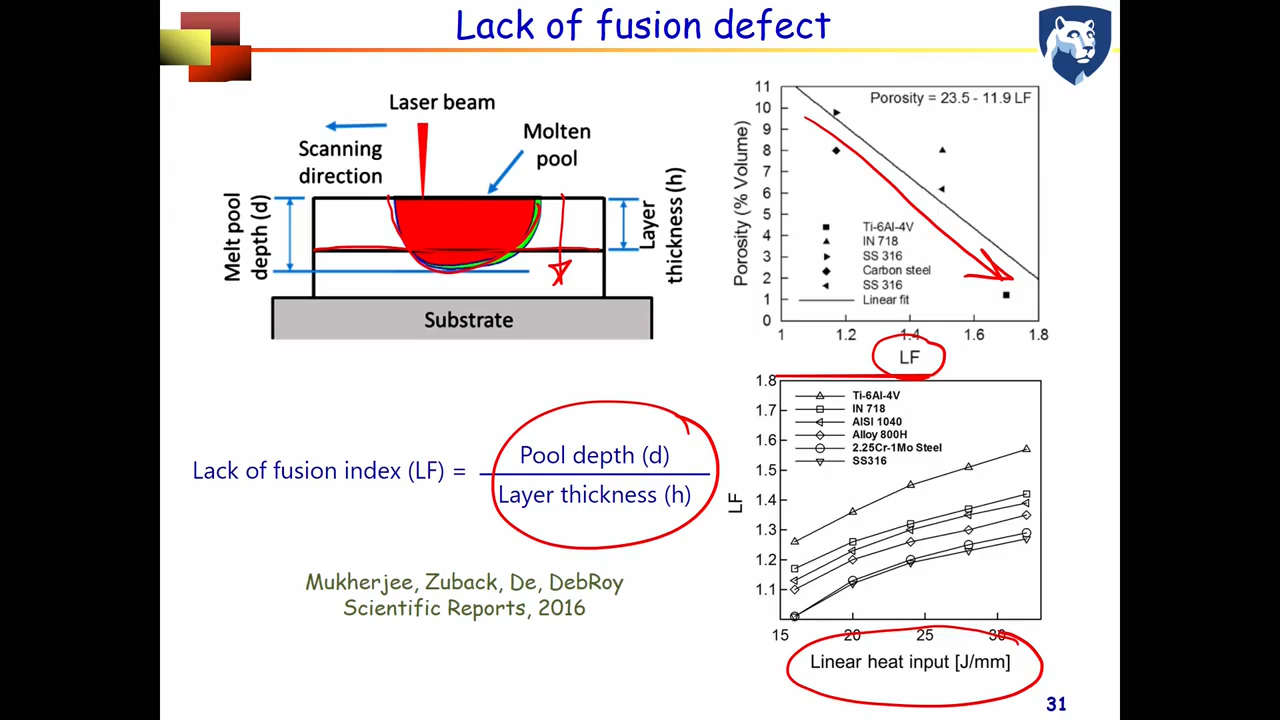 Lack of fusion defect
Laser beam
Scanning
direction
Molten
pool
Melt pool
depth (d)
Layer
thickness (h)
Substrate
Lack of fusion index (LF) =
Pool depth (d)
Layer thickness (h)
Mukherjee, Zuback, De, DebRoy
Scientific Reports, 2016
Porosity = 23.5 - 11.9 LF
Porosity (% Volume)
11
10
9
8
7
6
5
4
3
2
1
0
Ti-6Al-4V
IN 718
SS 316
Carbon steel
SS 316
Linear fit
1 1.2 1.4 1.6 1.8
LF
1.8
1.7
1.6
1.5
1.4
1.3
1.2
1.1
LF
Ti-6Al-4V
IN 718
AISI 1040
Alloy 800H
2.25Cr-1Mo Steel
SS316
15 20 25 30
Linear heat input [J/mm]
31